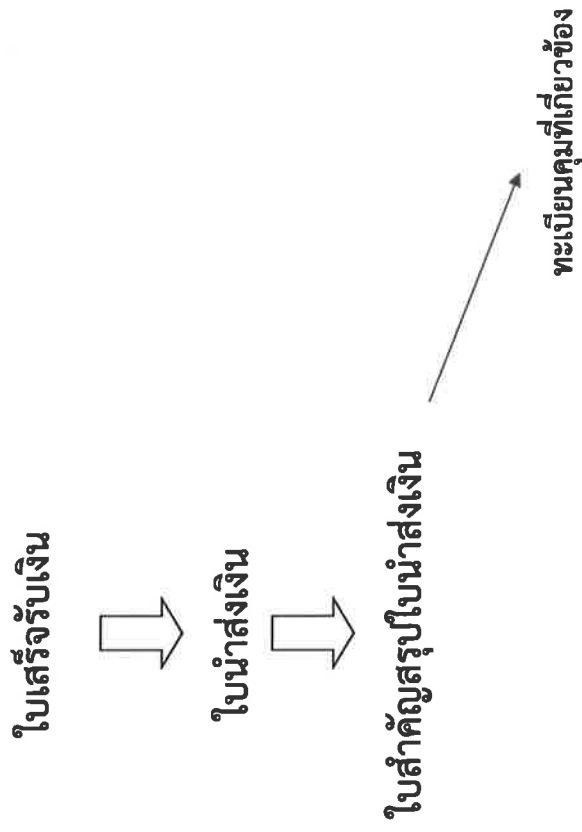 ใบเสร็จรับเงิน
ใบนำส่งเงิน
ใบสำคัญสรุปใบนำส่งเงิน
ทะเบียนคุมที่เกี่ยวข้อง